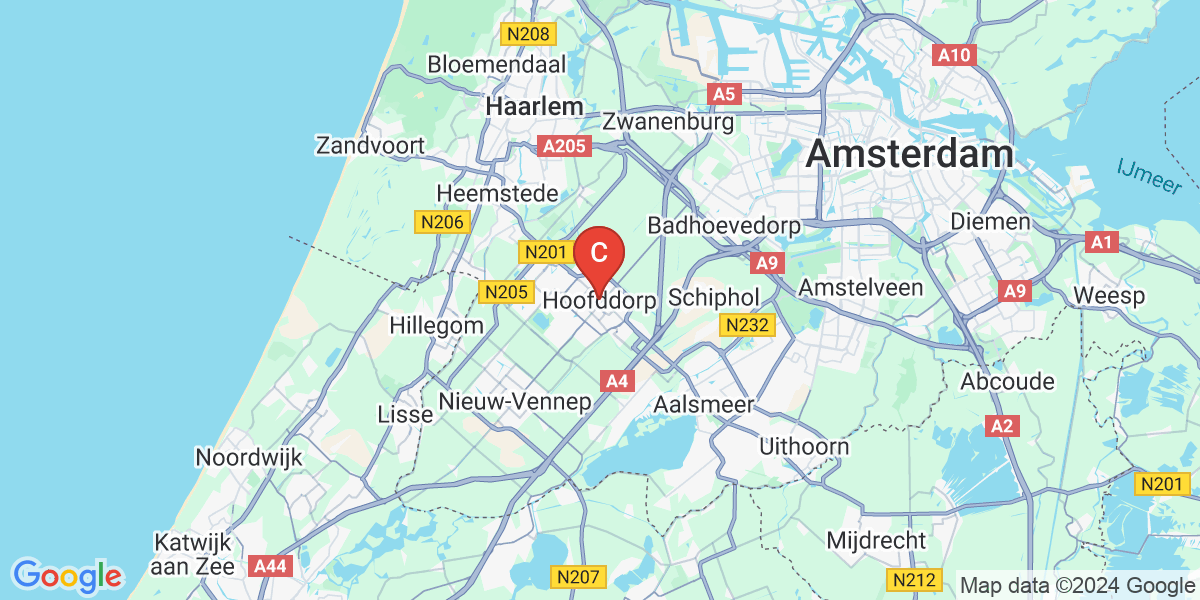 N208
Bloemendaal
A10
A5
Haarlem
Zwanenburg
Zandvoort
A205
Amsterdam
IJmeer
Heemstede
N206
Badhoevedorp
Diemen
N201
C
A1
A9
N205
Hoofddorp
Schiphol
Amstelveen
A9
Weesp
Hillegom
N232
A4
Abcoude
Nieuw-Vennep
Lisse
Aalsmeer
A2
Uithoorn
Noordwijk
N201
Katwijk
aan Zee
Mijdrecht
A44
Google
N207
N212
Map data ©2024 Google